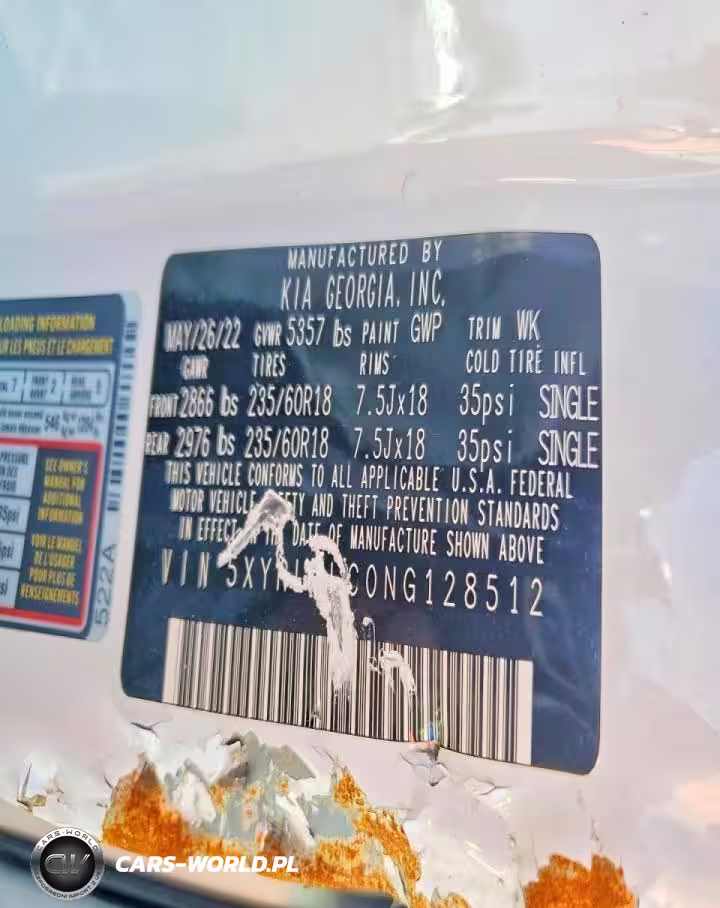 MANUFACTURED BY
KIA GEORGIA, INC.
MAY/26/22 GVWR 5357 lbs PAINT GWP TRIM WK
GAWR TIRES RIMS COLD TIRE INFL
FRONT 2866 lbs 235/60R18 7.5Jx18 35psi SINGLE
REAR 2976 lbs 235/60R18 7.5Jx18 35psi SINGLE
THIS VEHICLE CONFORMS TO ALL APPLICABLE U.S.A. FEDERAL
MOTOR VEHICLE AND THEFT PREVENTION STANDARDS
IN EFFECT DATE OF MANUFACTURE SHOWN ABOVE
VIN
LOADING INFORMATION
SEE OWNER'S
MANUAL FOR
ADDITIONAL
INFORMATION
VOIR LE MANUEL
DE L'USAGER
POUR PLUS DE
RENSEIGNEMENTS
522A
CARS-WORLD
CARS-WORLD.PL